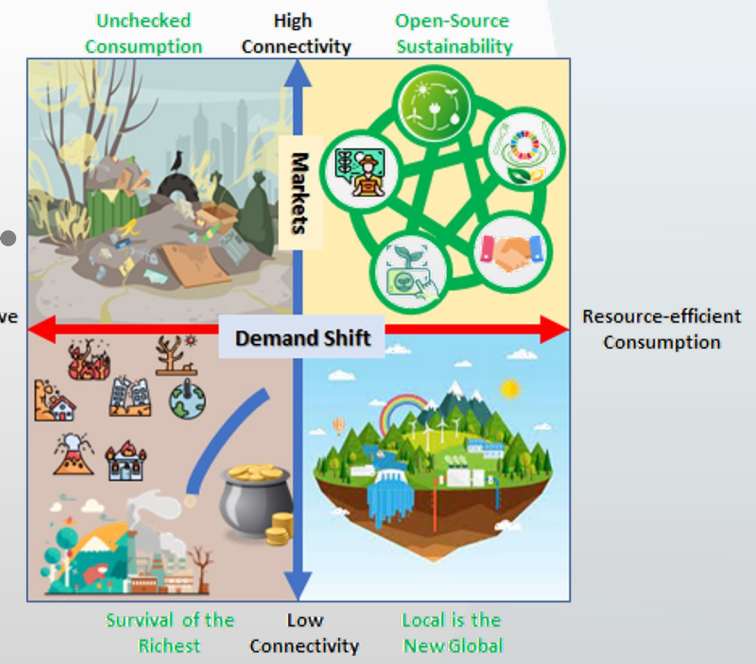 Unchecked
Consumption
High
Connectivity
Open-Source
Sustainability
Markets
Demand Shift
Resource-efficient
Consumption
Survival of the
Richest
Low
Connectivity
Local is the
New Global